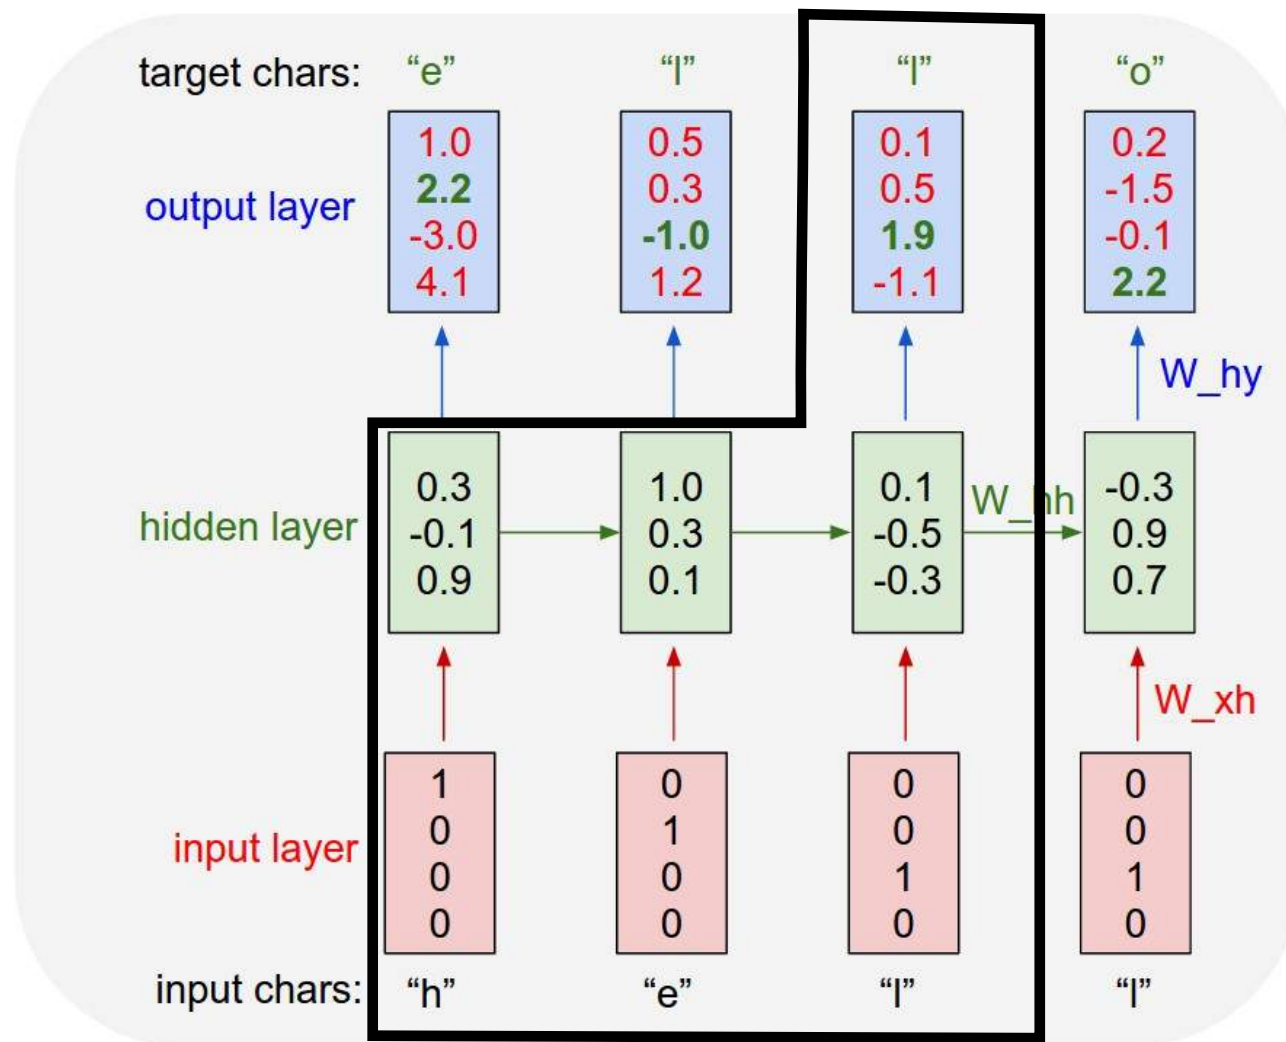 target chars: “e” “l” “l” “o”
1.0 0.5 0.1 0.2
2.2 0.3 0.5 -1.5
output layer -3.0 -1.0 1.9 -0.1
4.1 1.2 -1.1 2.2
W_hy
0.3 1.0 0.1 W_hh -0.3
hidden layer -0.1 0.3 -0.5 0.9
0.9 0.1 -0.3 0.7
W_xh
1 0 0 0
0 1 0 0
input layer 0 0 1 1
0 0 0 0
input chars: “h” “e” “l” “l”